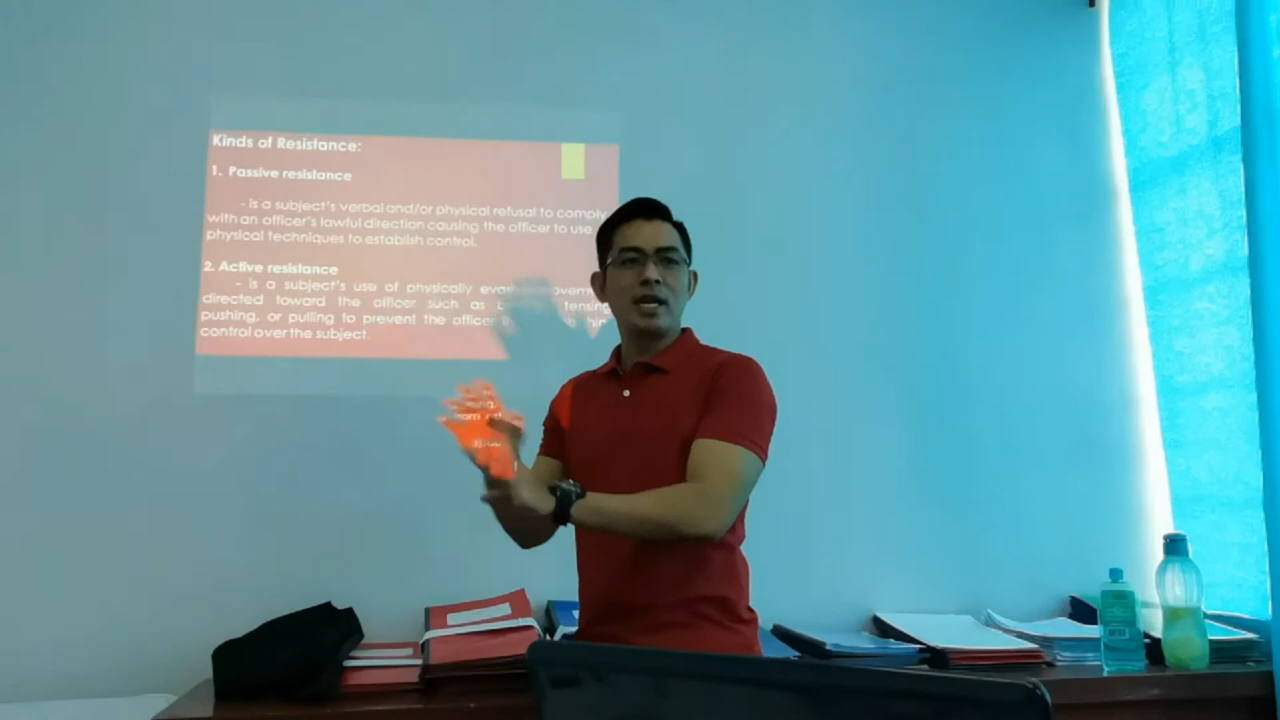 Kinds of Resistance:
1. Passive resistance
- is a subject's verbal and/or physical refusal to comply
with an officer's lawful direction causing the officer to use
physical techniques to establish control.
2. Active resistance
- is a subject's use of physically
directed toward the officer such as tensing
pushing, or pulling to prevent the officer
control over the subject.